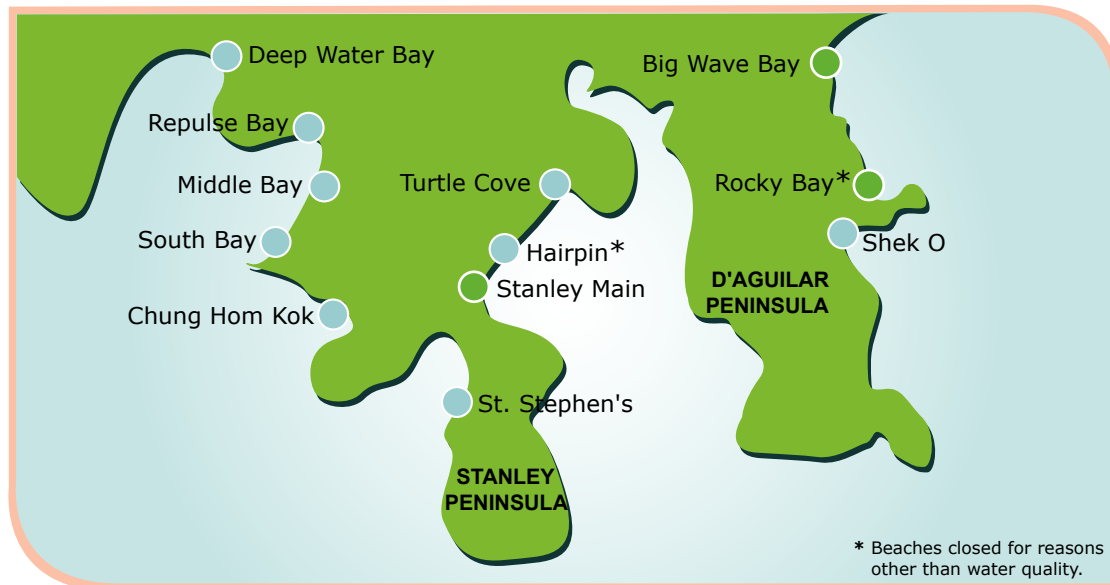 Deep Water Bay
Big Wave Bay
Repulse Bay
Middle Bay
Turtle Cove
Rocky Bay*
South Bay
Hairpin*
Shek O
Stanley Main
D'AGUILAR
PENINSULA
Chung Hom Kok
St. Stephen's
STANLEY
PENINSULA
* Beaches closed for reasons
other than water quality.